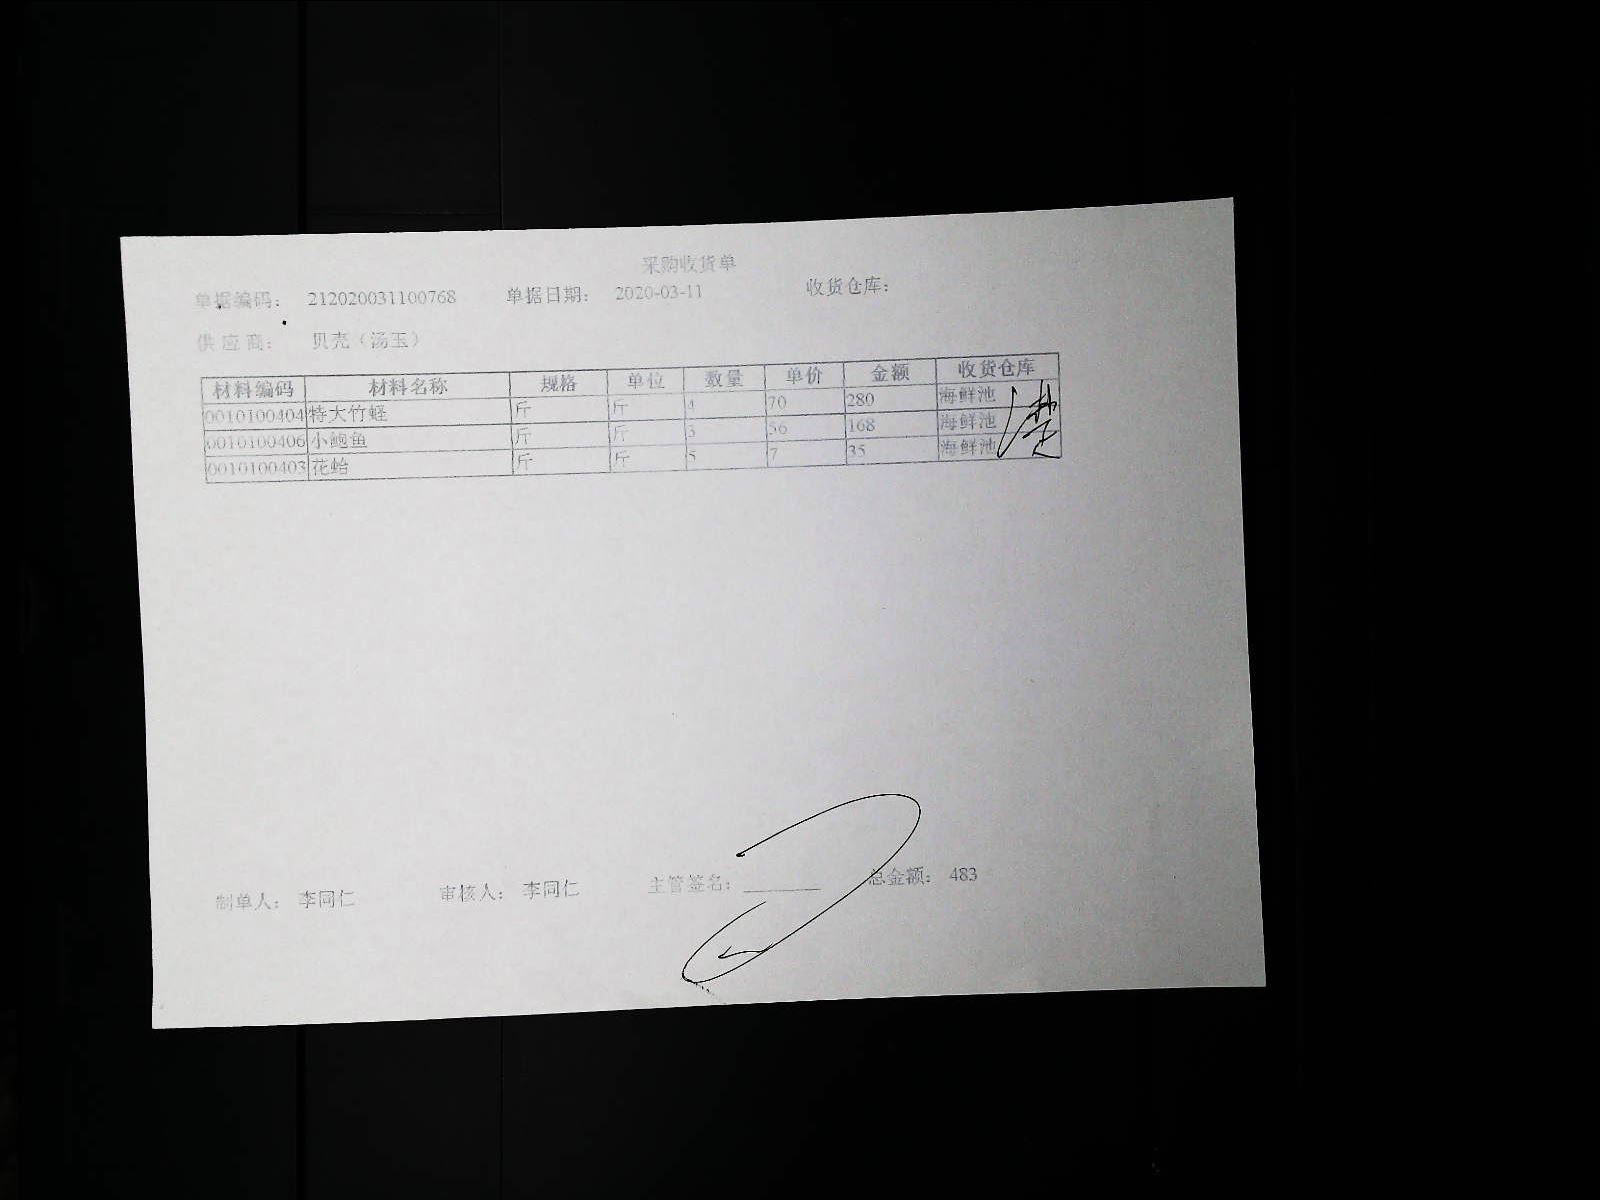 采购收货单
单据编码: 212020031100768 单据日期: 2020-03-11 收货仓库:
供应商: 贝壳（汤玉）
材料编码 材料名称 规格 单位 数量 单价 金额 收货仓库
0010100404 特大竹蛏 斤 斤 4 70 280 海鲜池
0010100406 小鲍鱼 斤 斤 3 56 168 海鲜池
0010100403 花蛤 斤 斤 5 7 35 海鲜池
制单人: 李同仁 审核人: 李同仁 主管签名: 总金额: 483